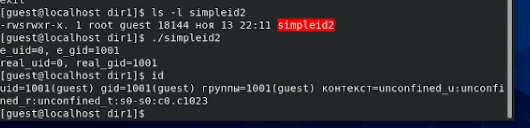 exit
[guest@localhost dir1]$ ls -l simpleid2
-rwsrwxr-x. 1 root guest 18144 ноя 13 22:11 simpleid2
[guest@localhost dir1]$ ./simpleid2
e_uid=0, e_gid=1001
real_uid=0, real_gid=1001
[guest@localhost dir1]$ id
uid=1001(guest) gid=1001(guest) группы=1001(guest) контекст=unconfined_u:unconfi
ned_r:unconfined_t:s0-s0:c0.c1023
[guest@localhost dir1]$